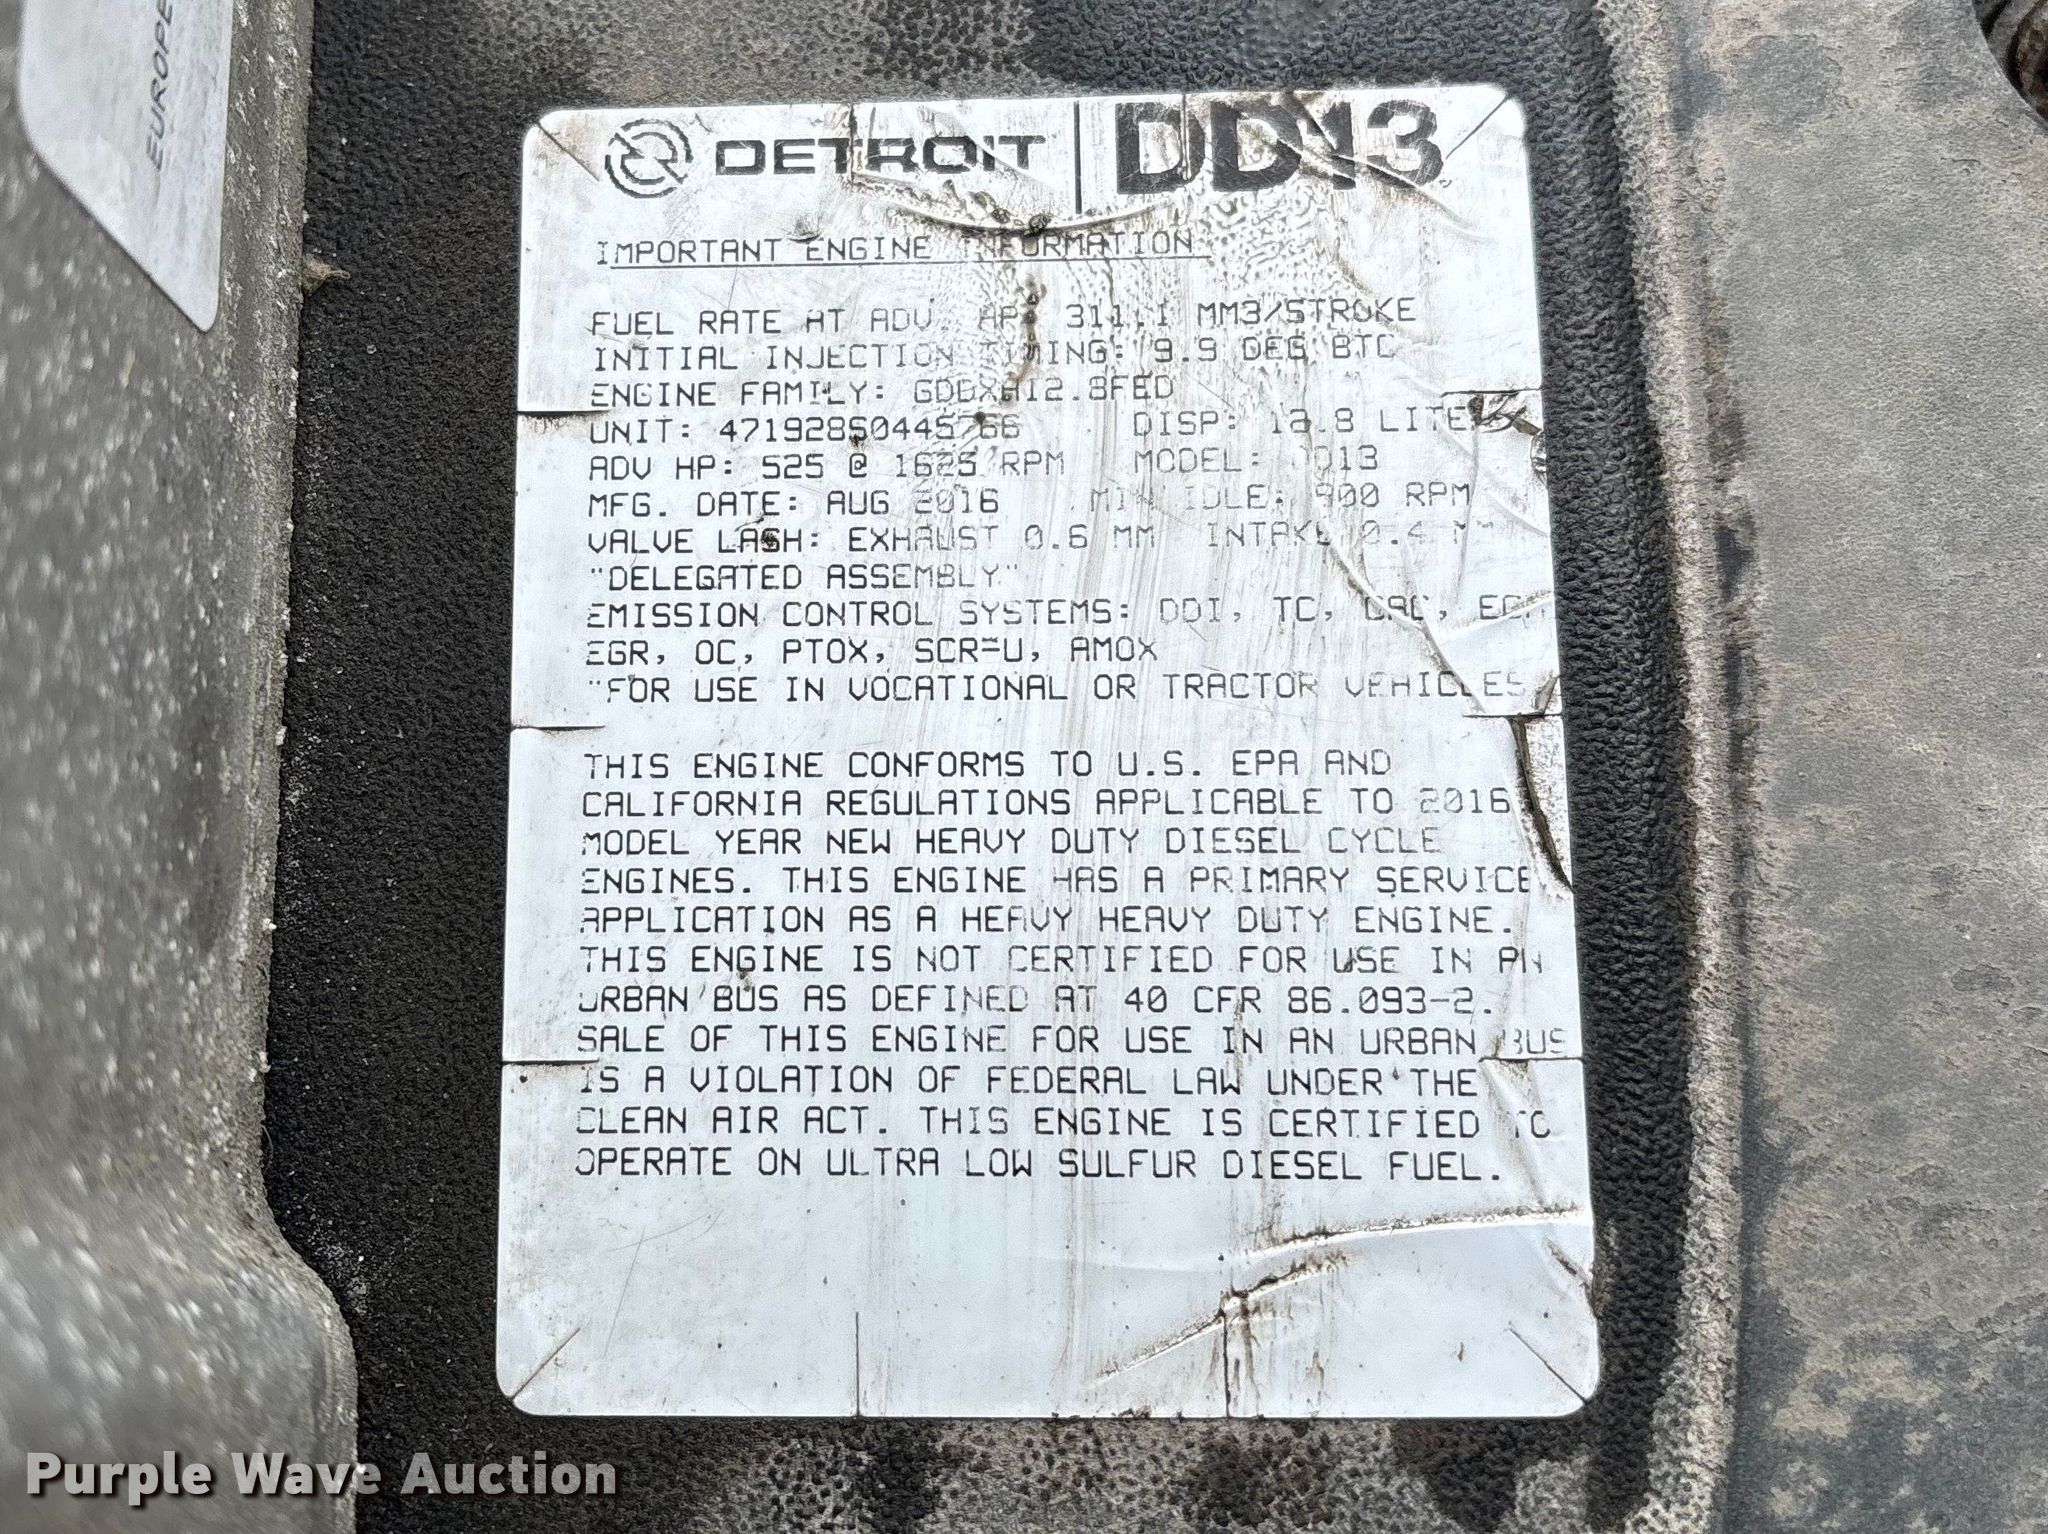 EUROPE
DETROIT DD13
IMPORTANT ENGINE INFORMATION
FUEL RATE AT ADV. HP: 311.1 MM3/STROKE
INITIAL INJECTION TIMING: 9.9 DEG BTC
ENGINE FAMILY: GDDXH12.8FED
UNIT: DISP: LITER
ADV HP: 525 @ 1625 RPM MODEL: DD13
MFG. DATE: AUG 2016 MIN IDLE: RPM
VALVE LASH: EXHAUST 0.6 MM INTAKE 0.4 MM
"DELEGATED ASSEMBLY"
EMISSION CONTROL SYSTEMS: DDI, TC, CAC, ECM
EGR, OC, PTOX, SCR-U, AMOX
"FOR USE IN VOCATIONAL OR TRACTOR VEHICLES
THIS ENGINE CONFORMS TO U.S. EPA AND
CALIFORNIA REGULATIONS APPLICABLE TO 2016
MODEL YEAR NEW HEAVY DUTY DIESEL CYCLE
ENGINES. THIS ENGINE HAS A PRIMARY SERVICE
APPLICATION AS A HEAVY HEAVY DUTY ENGINE.
THIS ENGINE IS NOT CERTIFIED FOR USE IN AN
URBAN BUS AS DEFINED AT 40 CFR 86.093-2.
SALE OF THIS ENGINE FOR USE IN AN URBAN BUS
IS A VIOLATION OF FEDERAL LAW UNDER THE
CLEAN AIR ACT. THIS ENGINE IS CERTIFIED TO
OPERATE ON ULTRA LOW SULFUR DIESEL FUEL.
Purple Wave Auction